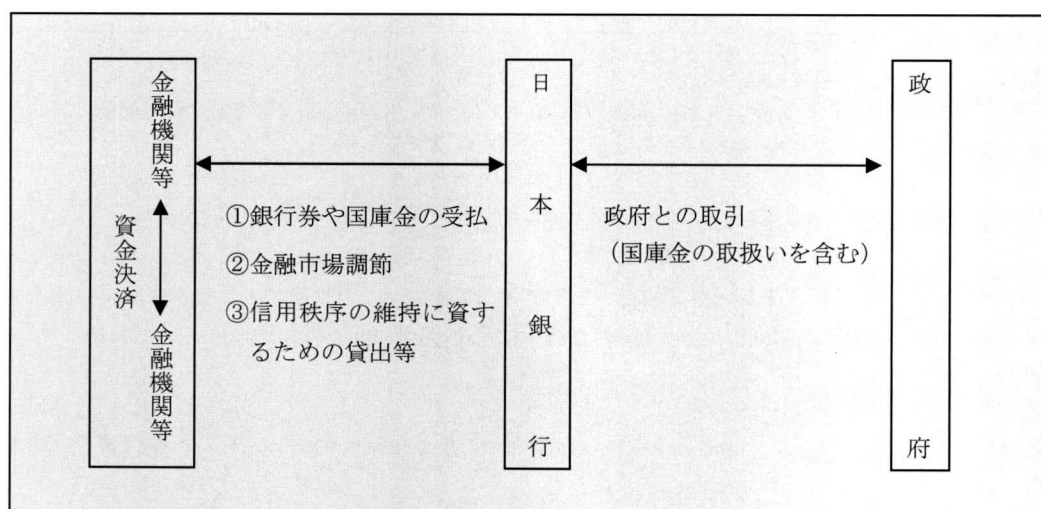 金融機関等
資金決済
金融機関等
①銀行券や国庫金の受払
②金融市場調節
③信用秩序の維持に資す
るための貸出等
日本銀行
政府との取引
(国庫金の取扱いを含む)
政府